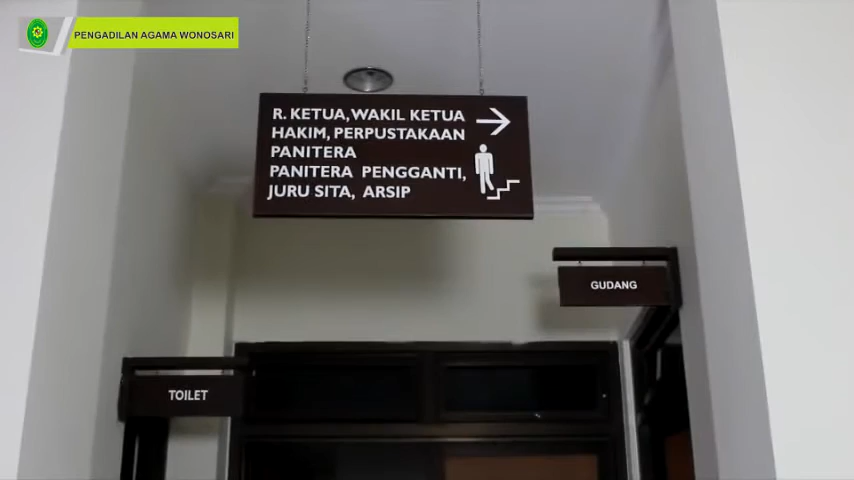 PENGADILAN AGAMA WONOSARI
R. KETUA, WAKIL KETUA
HAKIM, PERPUSTAKAAN
PANITERA
PANITERA PENGGANTI,
JURU SITA, ARSIP
GUDANG
TOILET